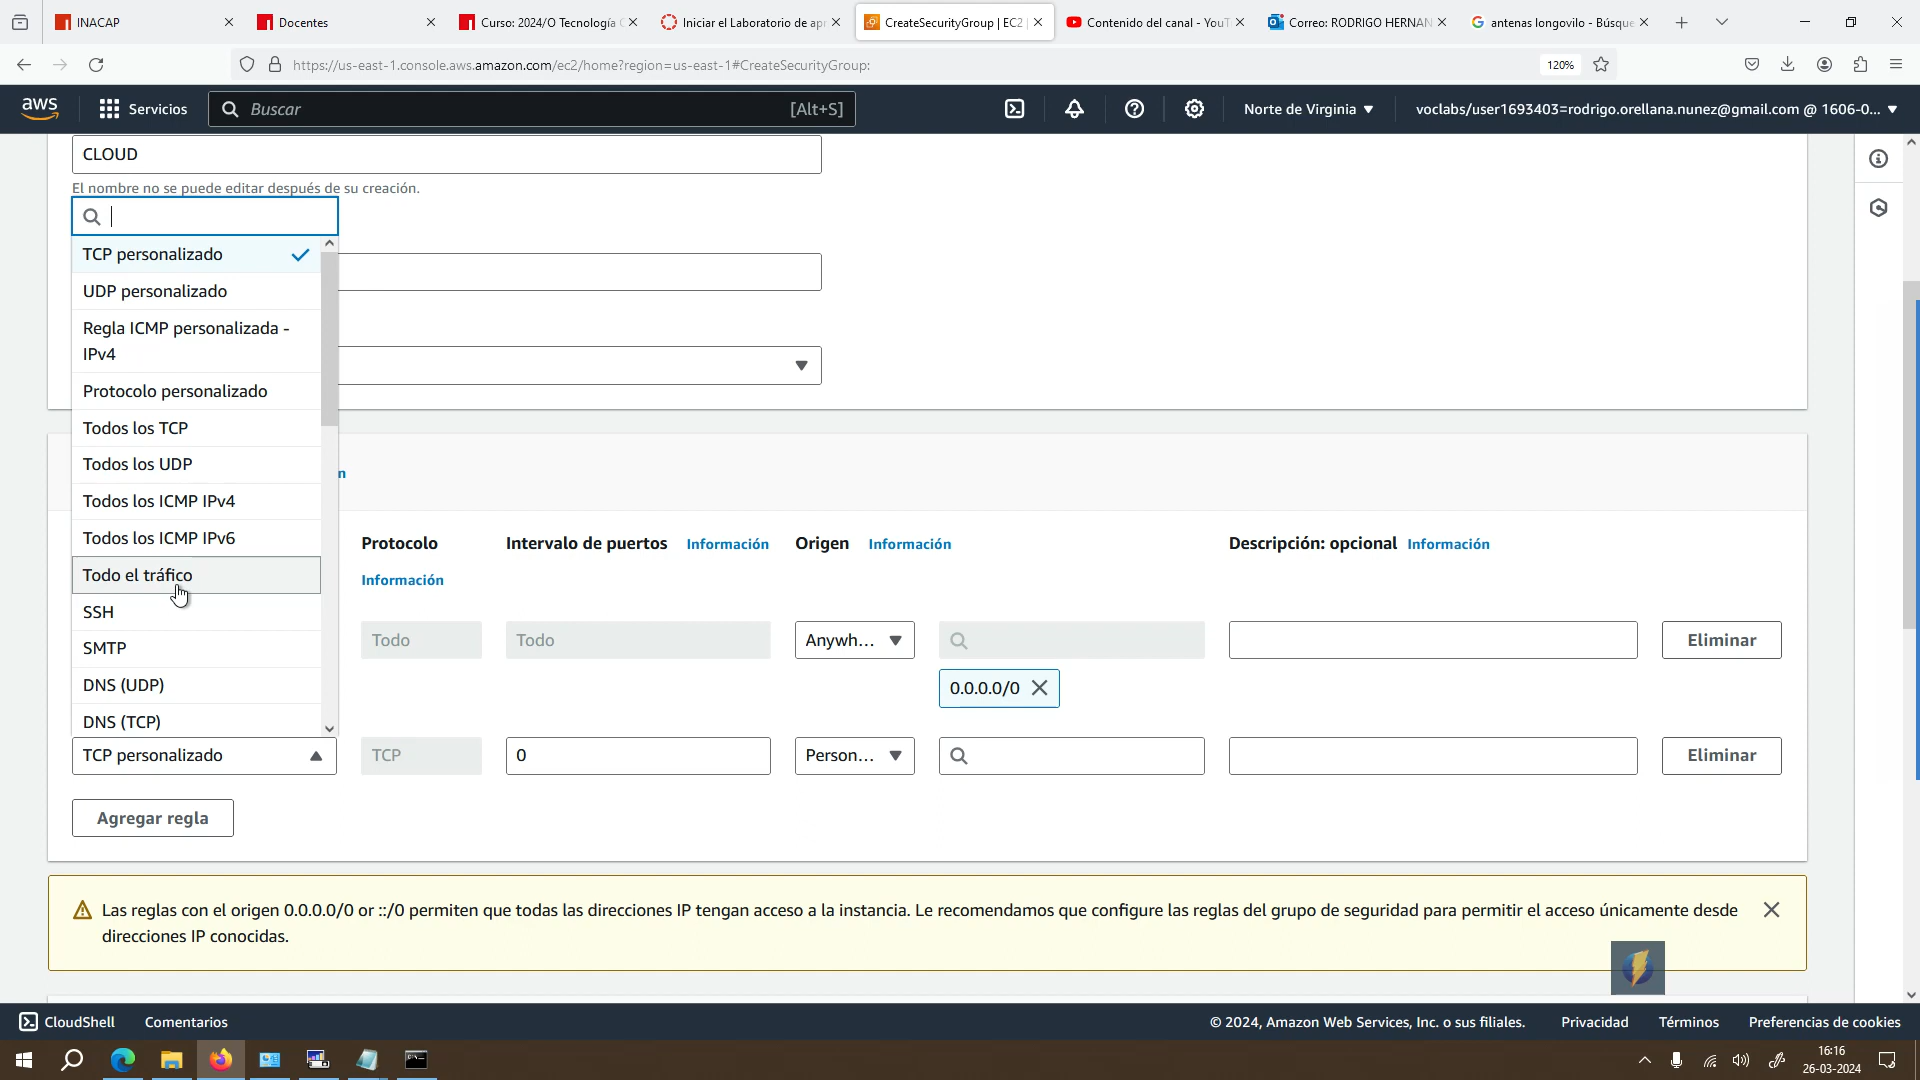 INACAP
Docentes
Curso: 2024/O Tecnología C
Iniciar el Laboratorio de apr
CreateSecurityGroup | EC2
Contenido del canal - YouT
Correo: RODRIGO HERNAN
antenas longovilo - Búsque
https://us-east-1.console.aws.amazon.com/ec2/home?region=us-east-1#CreateSecurityGroup:
120%
aws
Servicios
Buscar
[Alt+S]
Norte de Virginia
voclabs/user1693403=rodrigo.orellana.nunez@gmail.com @ 1606-0...
CLOUD
El nombre no se puede editar después de su creación.
TCP personalizado
UDP personalizado
Regla ICMP personalizada -
IPv4
Protocolo personalizado
Todos los TCP
Todos los UDP
Todos los ICMP IPv4
Todos los ICMP IPv6
Todo el tráfico
SSH
SMTP
DNS (UDP)
DNS (TCP)
n
Protocolo
Información
Intervalo de puertos Información
Origen Información
Descripción: opcional Información
Todo
Todo
Anywh...
Eliminar
0.0.0.0/0
TCP personalizado
TCP
0
Person...
Eliminar
Agregar regla
Las reglas con el origen 0.0.0.0/0 or ::/0 permiten que todas las direcciones IP tengan acceso a la instancia. Le recomendamos que configure las reglas del grupo de seguridad para permitir el acceso únicamente desde
direcciones IP conocidas.
CloudShell
Comentarios
© 2024, Amazon Web Services, Inc. o sus filiales.
Privacidad
Términos
Preferencias de cookies
16:16
26-03-2024